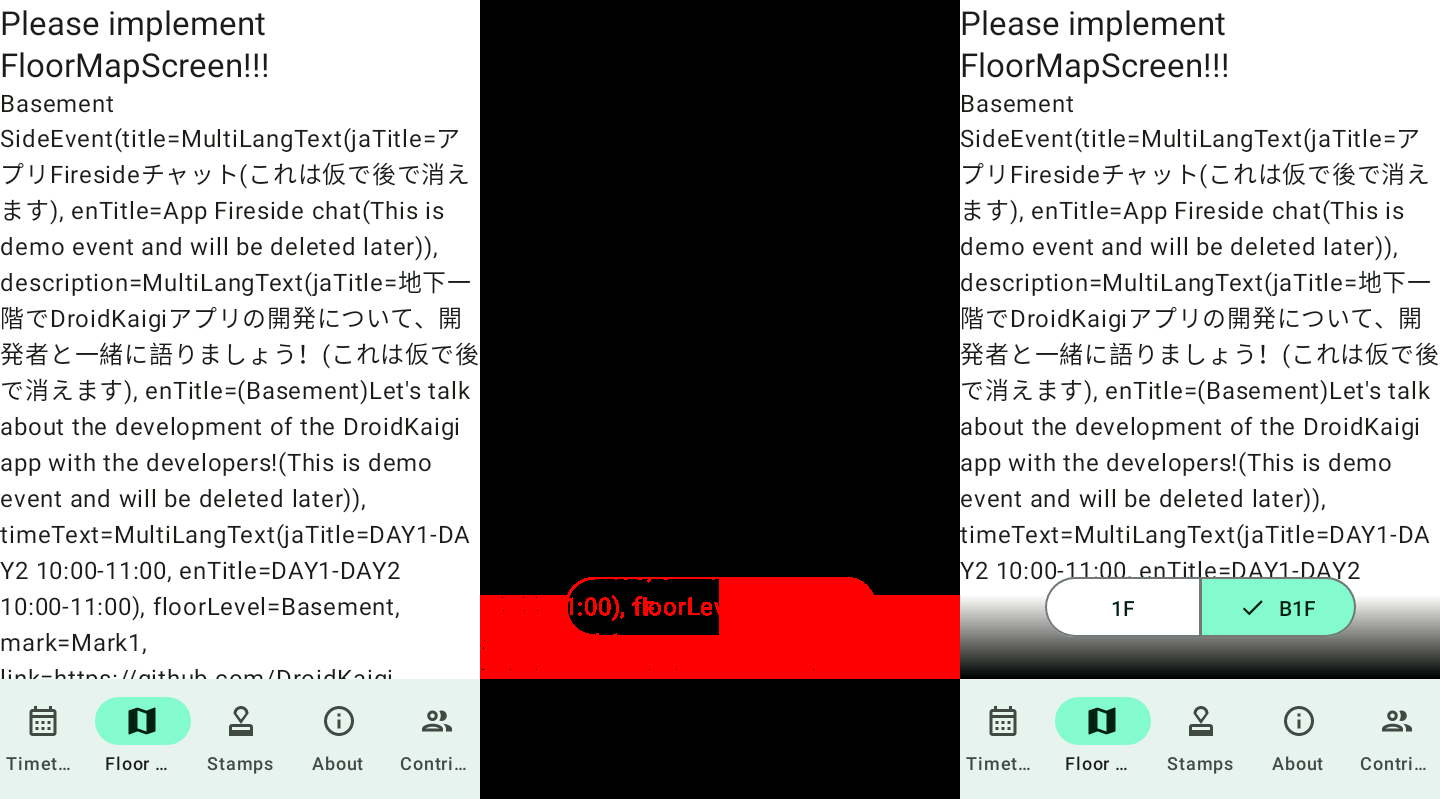 Please implement
FloorMapScreen!!!
Basement
SideEvent(title=MultiLangText(jaTitle=ア
プリFiresideチャット(これは仮で後で消え
ます), enTitle=App Fireside chat(This is
demo event and will be deleted later)),
description=MultiLangText(jaTitle=地下一
階でDroidKaigiアプリの開発について、開
発者と一緒に語りましょう！(これは仮で後
で消えます), enTitle=(Basement)Let's talk
about the development of the DroidKaigi
app with the developers!(This is demo
event and will be deleted later)),
timeText=MultiLangText(jaTitle=DAY1-DA
Y2 10:00-11:00, enTitle=DAY1-DAY2
10:00-11:00), floorLevel=Basement,
mark=Mark1,
link=https://github.com/DroidKaigi
Timet…
Floor …
Stamps
About
Contri…
1:00), floorLev
Please implement
FloorMapScreen!!!
Basement
SideEvent(title=MultiLangText(jaTitle=ア
プリFiresideチャット(これは仮で後で消え
ます), enTitle=App Fireside chat(This is
demo event and will be deleted later)),
description=MultiLangText(jaTitle=地下一
階でDroidKaigiアプリの開発について、開
発者と一緒に語りましょう！(これは仮で後
で消えます), enTitle=(Basement)Let's talk
about the development of the DroidKaigi
app with the developers!(This is demo
event and will be deleted later)),
timeText=MultiLangText(jaTitle=DAY1-DA
Y2 10:00-11:00, enTitle=DAY1-DAY2
1F
B1F
Timet…
Floor …
Stamps
About
Contri…